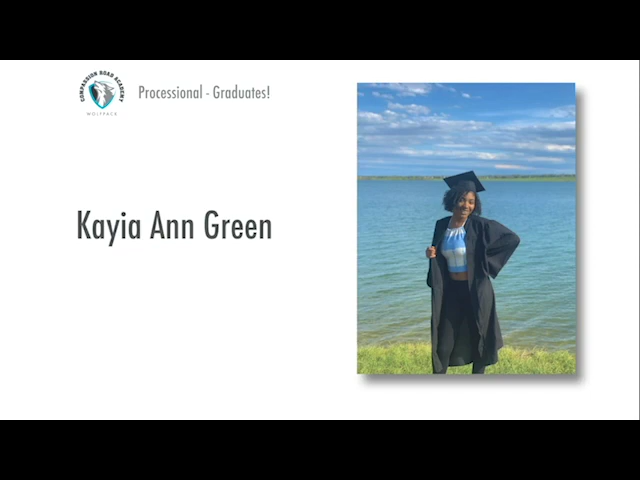 COMPASSION ROAD ACADEMY
WOLFPACK
Processional - Graduates!
Kayia Ann Green